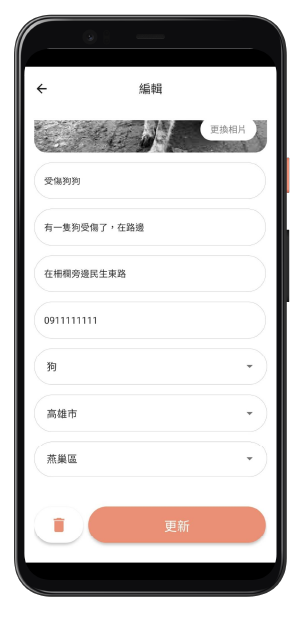 編輯
更換相片
受傷狗狗
有一隻狗受傷了，在路邊
在柵欄旁邊民生東路
0911111111
狗
高雄市
燕巢區
更新